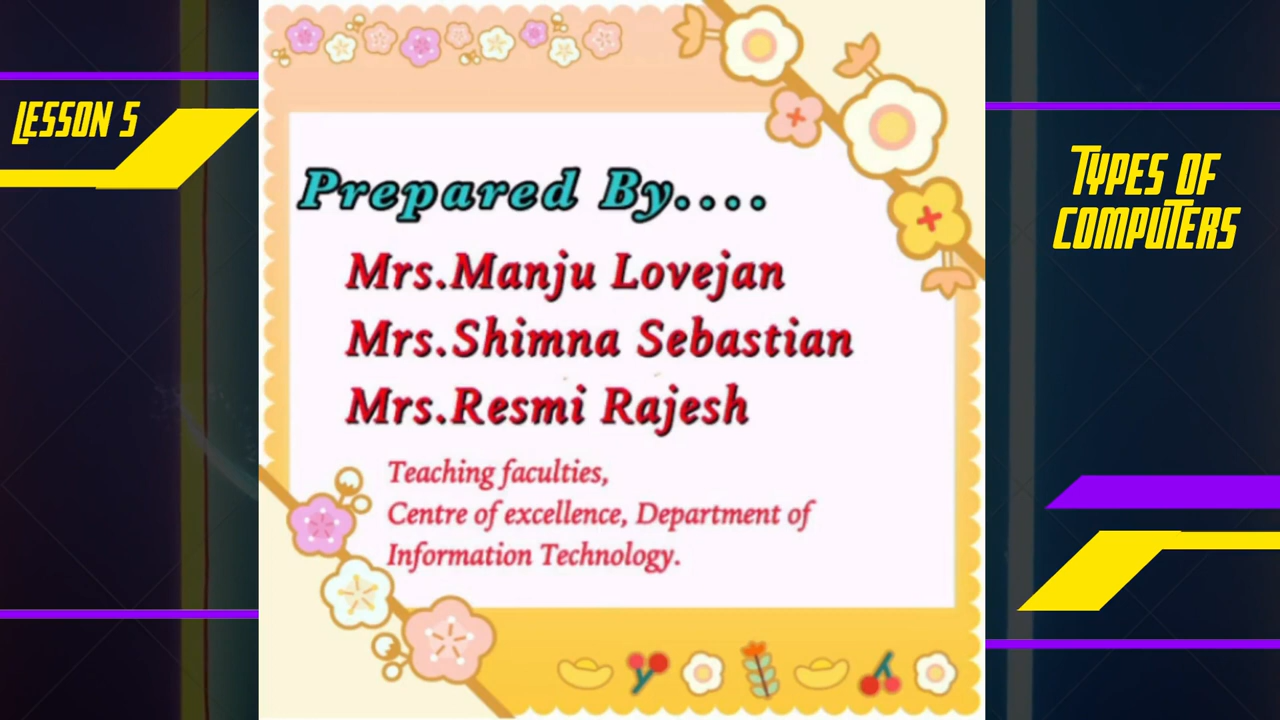 LESSON 5
Prepared By....
Mrs.Manju Lovejan
Mrs.Shimna Sebastian
Mrs.Resmi Rajesh
Teaching faculties,
Centre of excellence, Department of
Information Technology.
TYPES OF
COMPUTERS